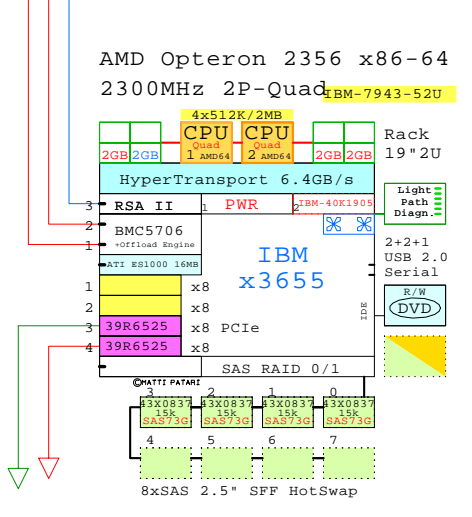 AMD Opteron 2356 x86-64
2300MHz 2P-Quad
IBM-7943-52U
4x512K/2MB
CPU CPU
Quad Quad
1 AMD64 2 AMD64
2GB 2GB 2GB 2GB
Rack
19"2U
HyperTransport 6.4GB/s
3 RSA II 1 PWR 2 IBM-40K1905
Light
Path
Diagn.
2 BMC5706
1 +Offload Engine
ATI ES1000 16MB
IBM
x3655
2+2+1
USB 2.0
Serial
R/W
DVD
IDE
1 x8
2 x8
3 39R6525 x8 PCIe
4 39R6525 x8
SAS RAID 0/1
©MATTI PATARI
3 2 1 0
43X0837 43X0837 43X0837 43X0837
15k 15k 15k 15k
SAS73G SAS73G SAS73G SAS73G
4 5 6 7
8xSAS 2.5" SFF HotSwap